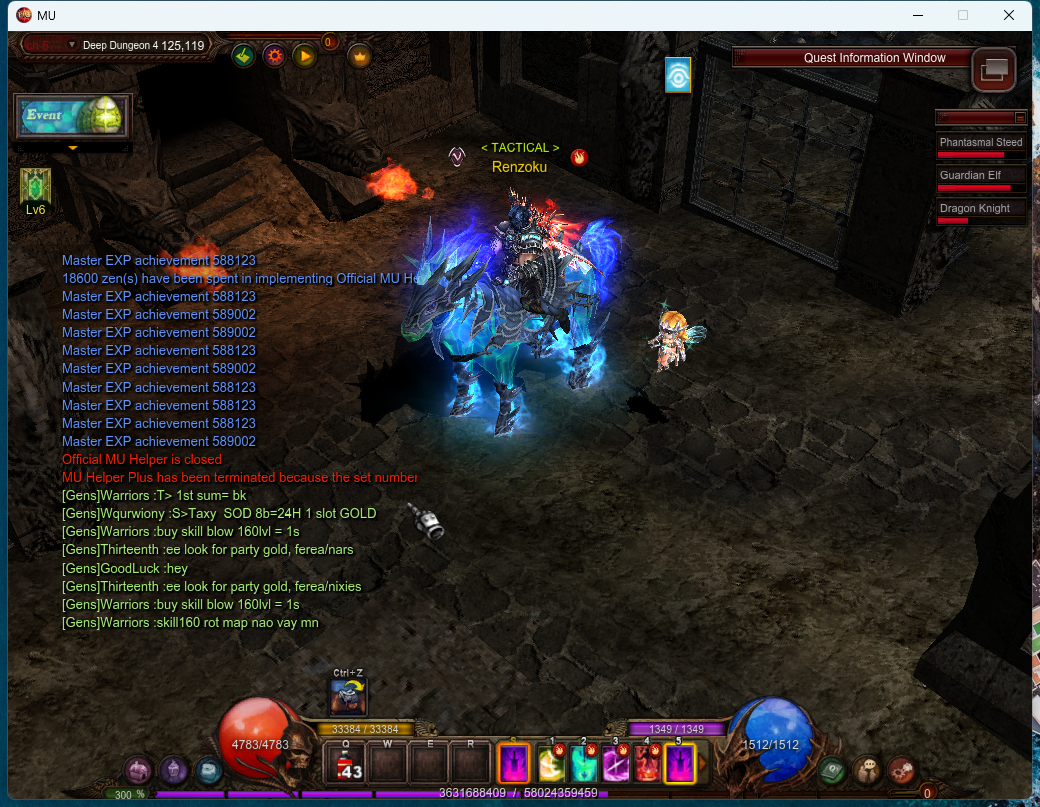 MU
Deep Dungeon 4 125,119
0
Quest Information Window
Event
Phantasmal Steed
Guardian Elf
Dragon Knight
< TACTICAL >
Renzoku
Lv6
Master EXP achievement 588123
18600 zen(s) have been spent in implementing Official MU He
Master EXP achievement 588123
Master EXP achievement 589002
Master EXP achievement 589002
Master EXP achievement 588123
Master EXP achievement 589002
Master EXP achievement 588123
Master EXP achievement 588123
Master EXP achievement 588123
Master EXP achievement 589002
Official MU Helper is closed
MU Helper Plus has been terminated because the set number
[Gens]Warriors :T> 1st sum= bk
[Gens]Wqurwiony :S>Taxy  SOD 8b=24H 1 slot GOLD
[Gens]Warriors :buy skill blow 160lvl = 1s
[Gens]Thirteenth :ee look for party gold, ferea/nars
[Gens]GoodLuck :hey
[Gens]Thirteenth :ee look for party gold, ferea/nixies
[Gens]Warriors :buy skill blow 160lvl = 1s
[Gens]Warriors :skill160 rot map nao vay mn
Ctrl+Z
33384 / 33384
1349 / 1349
4783/4783
Q W E R 1 2 3 4 5
43
1512/1512
300 %
3631688409 / 58024359459
0